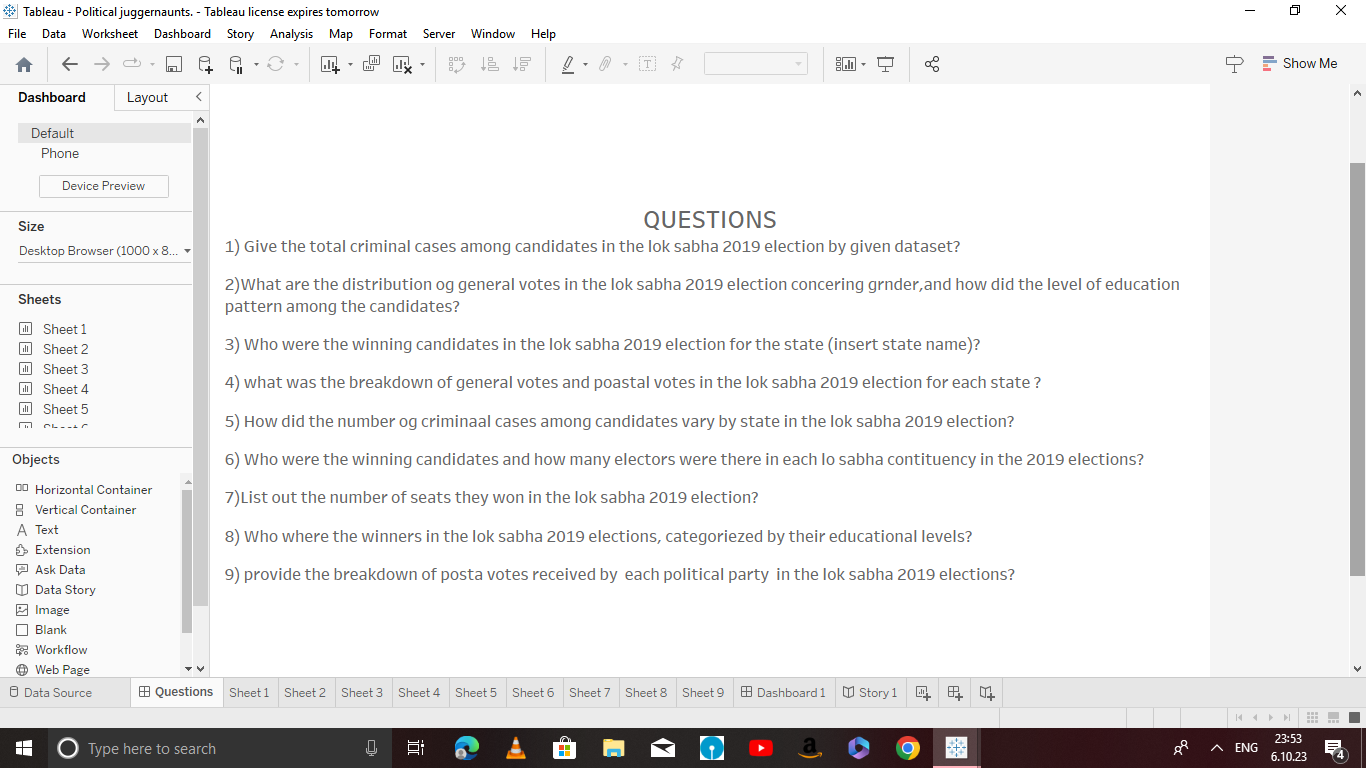 Tableau - Political juggernaunts. - Tableau license expires tomorrow
File Data Worksheet Dashboard Story Analysis Map Format Server Window Help
Show Me
Dashboard Layout
Default
Phone
Device Preview
Size
Desktop Browser (1000 x 8...
Sheets
Sheet 1
Sheet 2
Sheet 3
Sheet 4
Sheet 5
Objects
Horizontal Container
Vertical Container
Text
Extension
Ask Data
Data Story
Image
Blank
Workflow
Web Page
QUESTIONS
1) Give the total criminal cases among candidates in the lok sabha 2019 election by given dataset?
2)What are the distribution og general votes in the lok sabha 2019 election concering grnder,and how did the level of education
pattern among the candidates?
3) Who were the winning candidates in the lok sabha 2019 election for the state (insert state name)?
4) what was the breakdown of general votes and poastal votes in the lok sabha 2019 election for each state ?
5) How did the number og criminaal cases among candidates vary by state in the lok sabha 2019 election?
6) Who were the winning candidates and how many electors were there in each lo sabha contituency in the 2019 elections?
7)List out the number of seats they won in the lok sabha 2019 election?
8) Who where the winners in the lok sabha 2019 elections, categoriezed by their educational levels?
9) provide the breakdown of posta votes received by  each political party  in the lok sabha 2019 elections?
Data Source Questions Sheet 1 Sheet 2 Sheet 3 Sheet 4 Sheet 5 Sheet 6 Sheet 7 Sheet 8 Sheet 9 Dashboard 1 Story 1
Type here to search
ENG
23:53
6.10.23
4